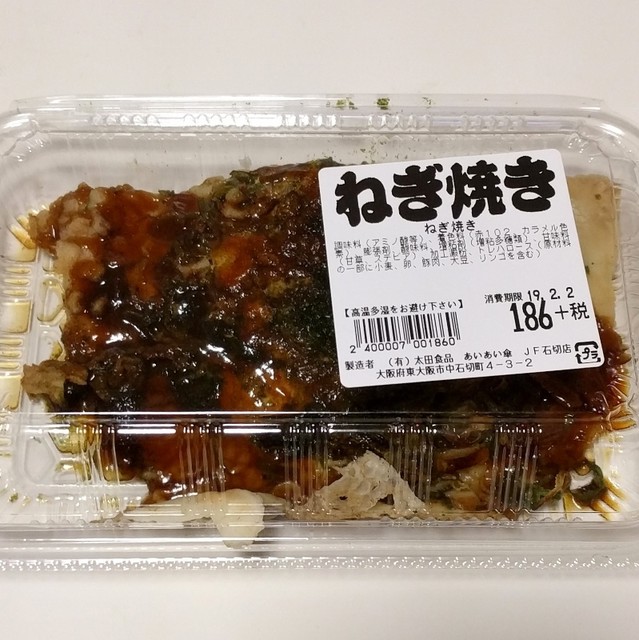 ねぎ焼き
ねぎ焼き
調味料(アミノ酸等)、着色料(赤102、カラメル色
素)、膨張剤、酸味料、増粘剤(増粘多糖類)、甘味料
(甘草、ステビア)、加工澱粉、トレハロース(原材料
の一部に小麦、卵、豚肉、大豆、リンゴを含む)
【高温多湿をお避け下さい】
消費期限 19.2.2
186+税
2 400007 001860
製造者 (有)太田食品 あいあい傘 JF石切店
大阪府東大阪市中石切町4-3-2
プラ